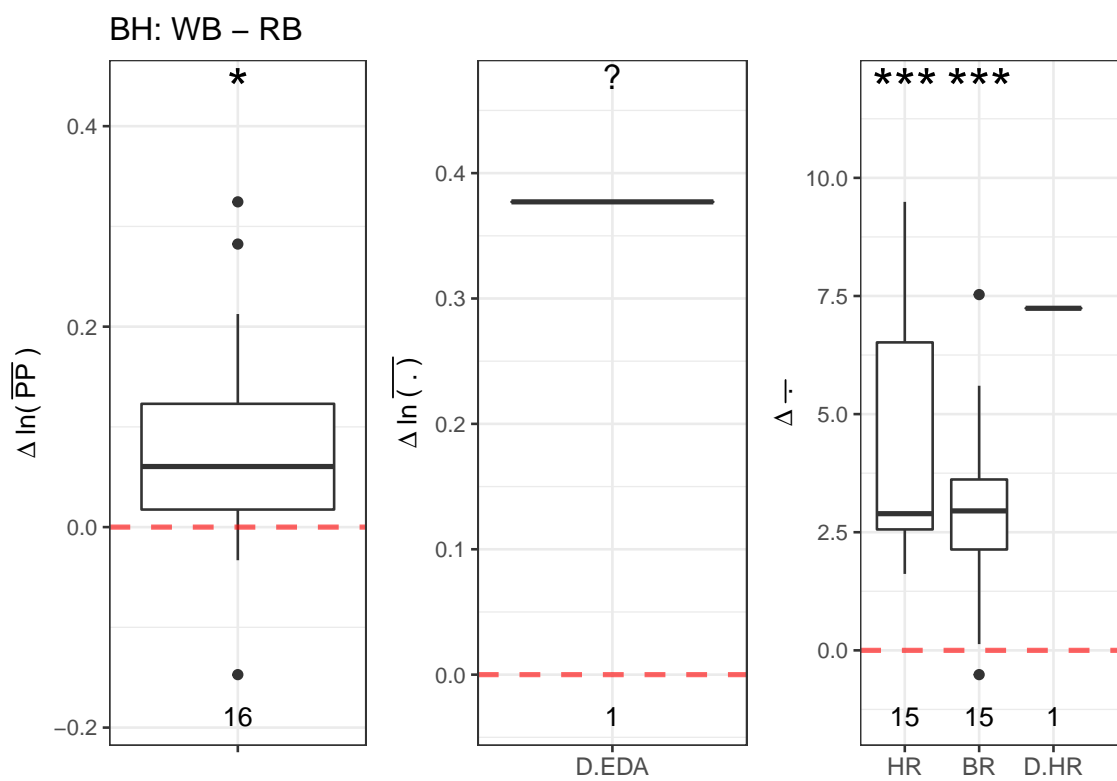 BH: WB − RB
Δ ln( PP )
0.4
0.2
0.0
−0.2
*
16
Δ ln ( . )
0.4
0.3
0.2
0.1
0.0
?
1
D.EDA
Δ .
10.0
7.5
5.0
2.5
0.0
*** ***
15 15 1
HR BR D.HR